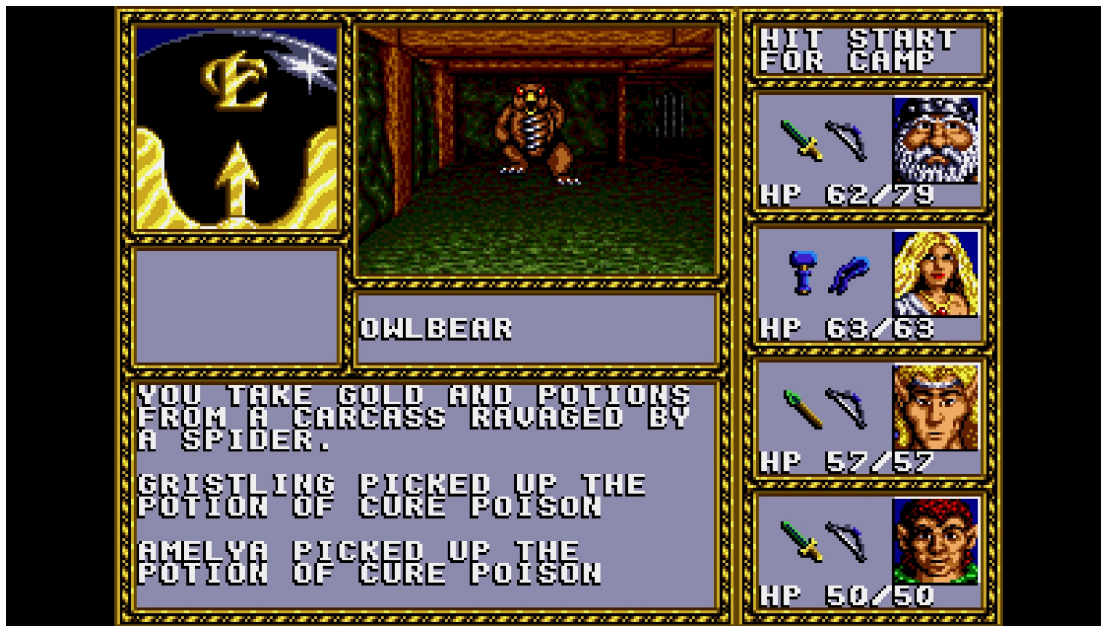 E
HIT START
FOR CAMP
HP 62/79
HP 63/63
OWLBEAR
YOU TAKE GOLD AND POTIONS
FROM A CARCASS RAVAGED BY
A SPIDER.
GRISTLING PICKED UP THE
POTION OF CURE POISON
AMELYA PICKED UP THE
POTION OF CURE POISON
HP 57/57
HP 50/50